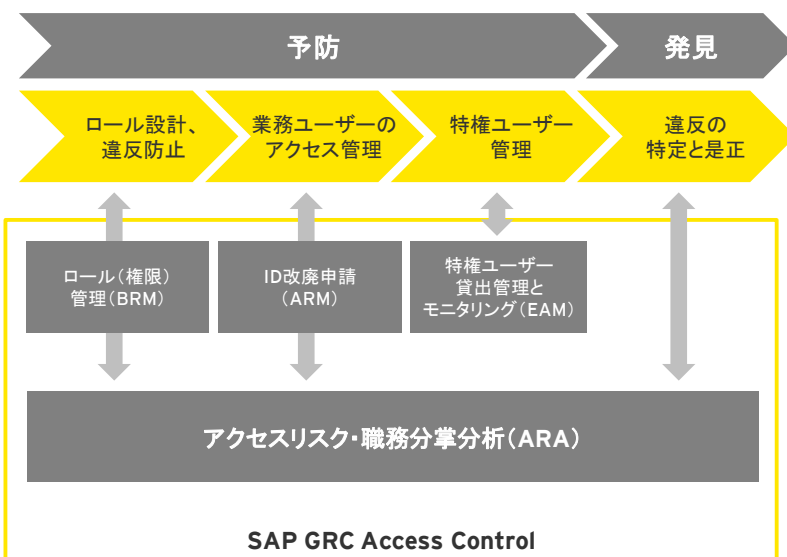 予防
発見
ロール設計、
違反防止
業務ユーザーの
アクセス管理
特権ユーザー
管理
違反の
特定と是正
ロール（権限）
管理（BRM）
ID改廃申請
（ARM）
特権ユーザー
貸出管理と
モニタリング（EAM）
アクセスリスク・職務分掌分析（ARA）
SAP GRC Access Control